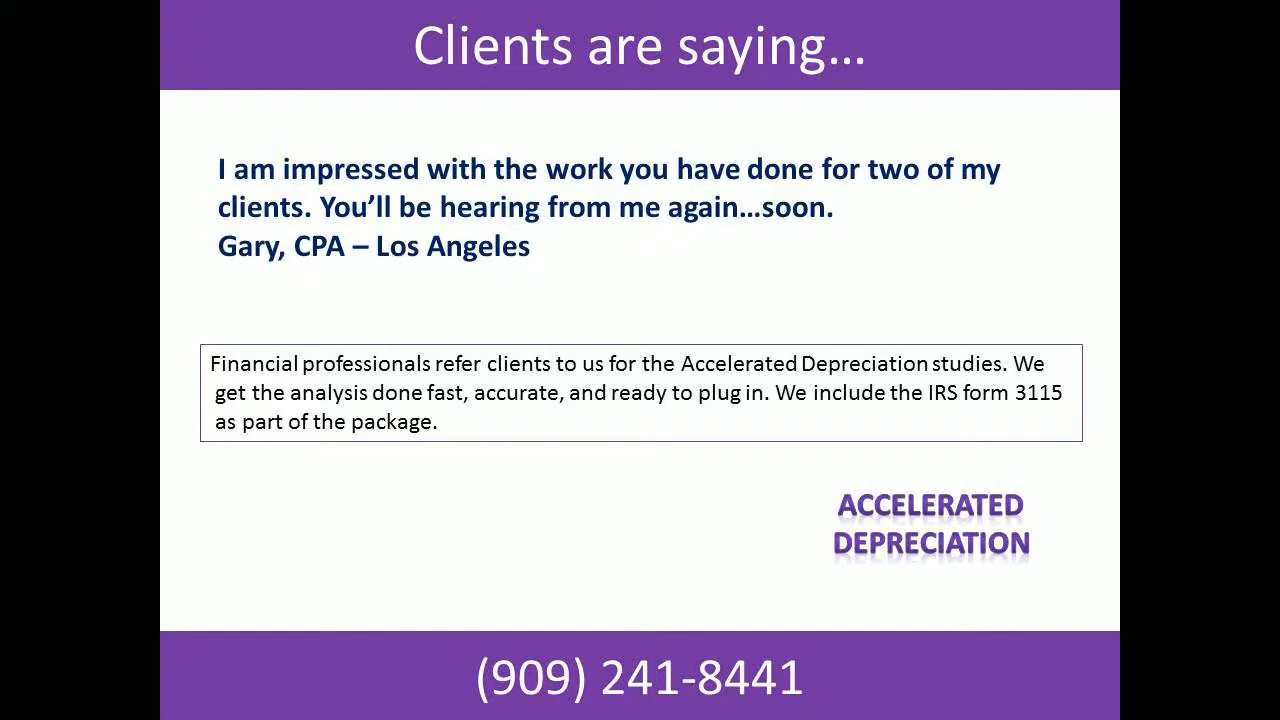 Clients are saying…
I am impressed with the work you have done for two of my
clients. You’ll be hearing from me again…soon.
Gary, CPA – Los Angeles
Financial professionals refer clients to us for the Accelerated Depreciation studies. We
get the analysis done fast, accurate, and ready to plug in. We include the IRS form 3115
as part of the package.
ACCELERATED
DEPRECIATION
(909) 241-8441